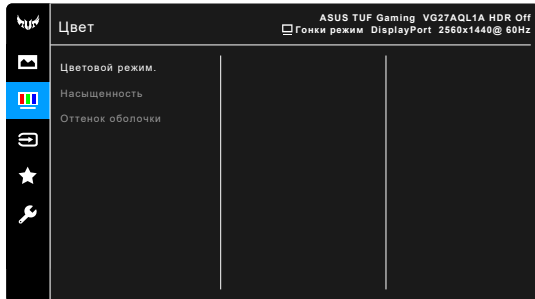 Цвет
ASUS TUF Gaming VG27AQL1A HDR Off
Гонки режим DisplayPort 2560x1440@ 60Hz
Цветовой режим.
Насыщенность
Оттенок оболочки